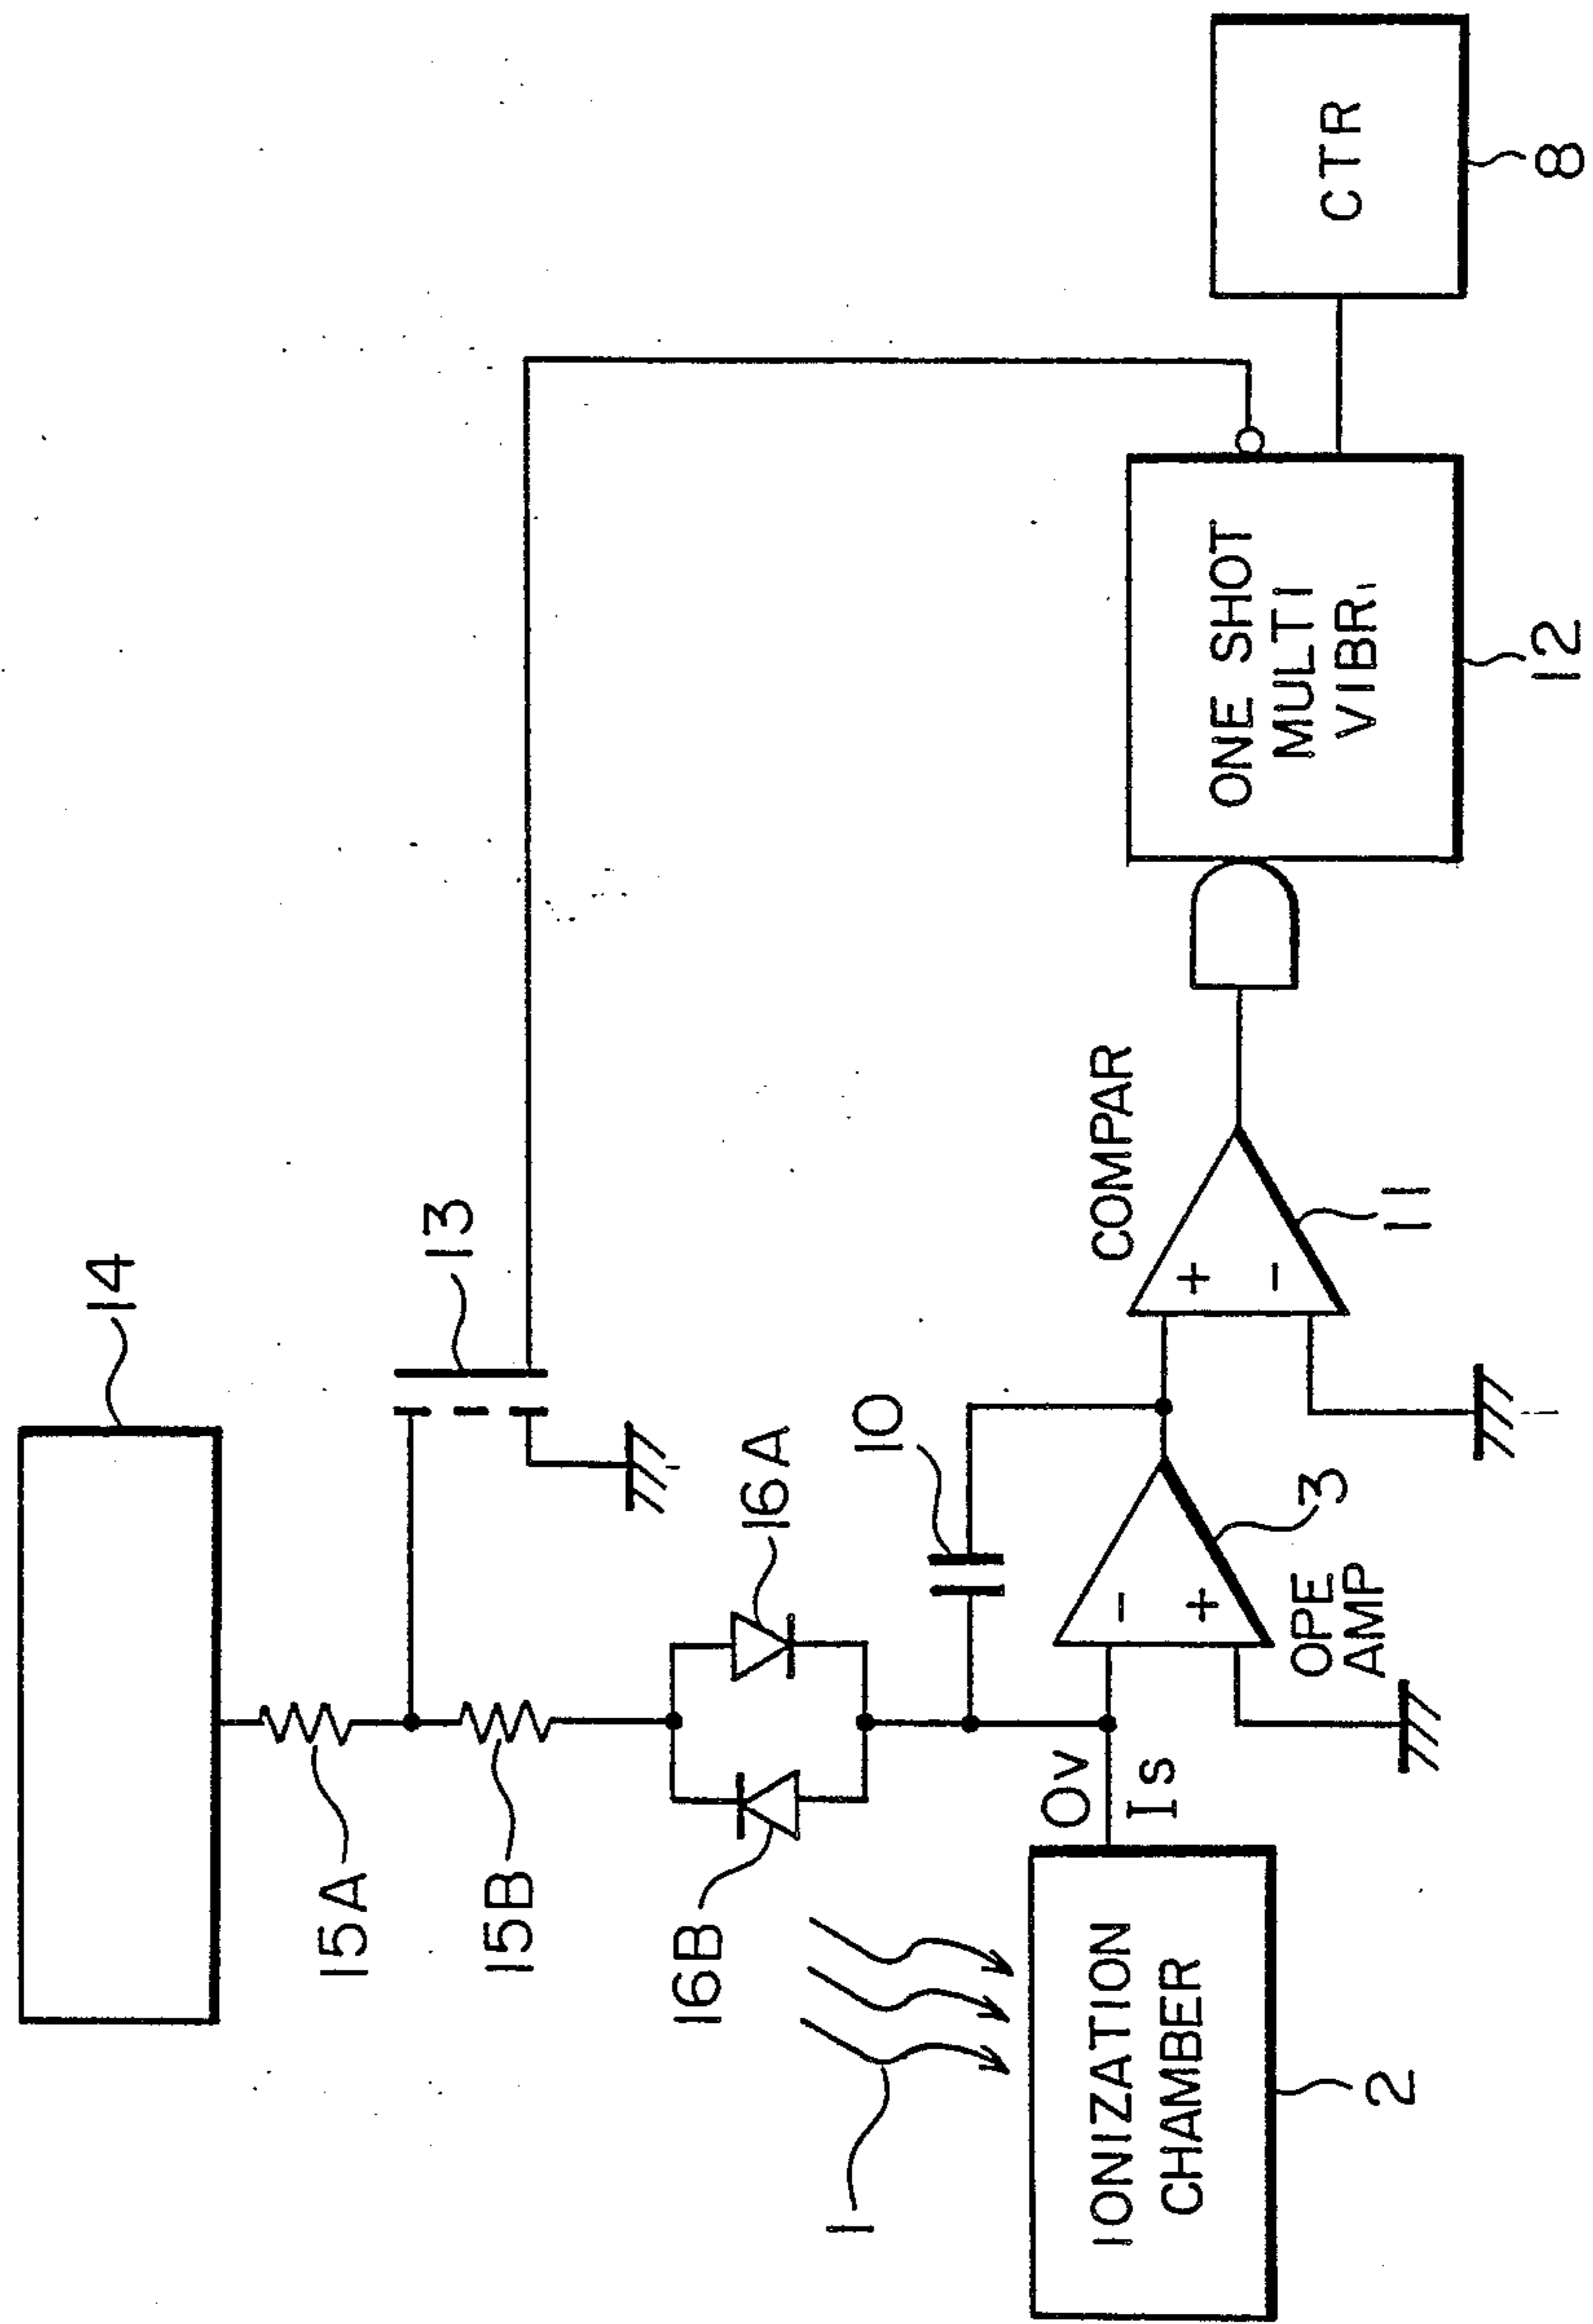 14
15A
13
15B
16A
16B
10
1
COMPAR
0V
Is
-
+
+
-
IONIZATION
CHAMBER
2
OPE
AMP
3
11
ONE SHOT
MULTI
VIBR.
12
CTR
8